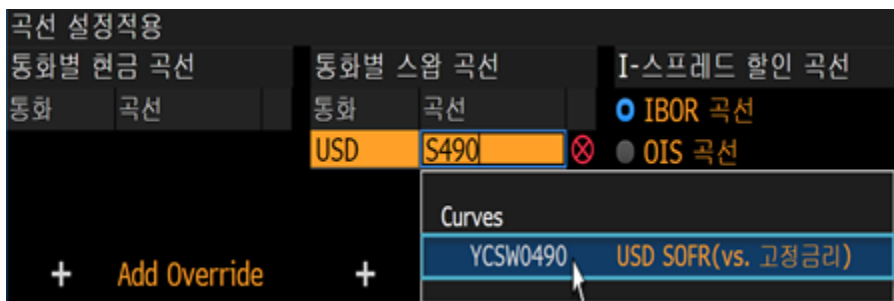 곡선 설정적용
통화별 현금 곡선 통화별 스왑 곡선 I-스프레드 할인 곡선
통화 곡선 통화 곡선 IBOR 곡선
USD S490 OIS 곡선
Curves
YCSW0490 USD SOFR(vs. 고정금리)
+ Add Override +